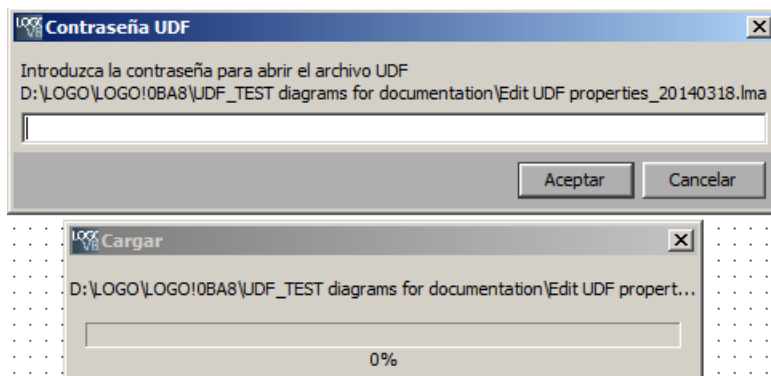 Contraseña UDF
Introduzca la contraseña para abrir el archivo UDF
D:\LOGO\LOGO!0BA8\UDF_TEST diagrams for documentation\Edit UDF properties_20140318.lma
Aceptar
Cancelar
Cargar
D:\LOGO\LOGO!0BA8\UDF_TEST diagrams for documentation\Edit UDF propert...
0%